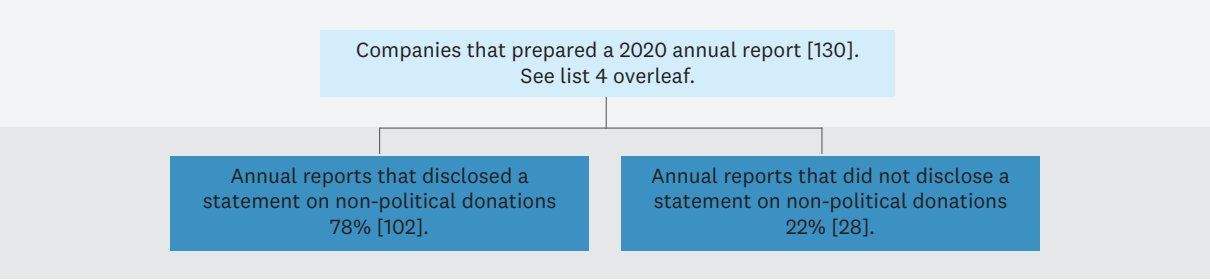 Companies that prepared a 2020 annual report [130].
See list 4 overleaf.
Annual reports that disclosed a
statement on non-political donations
78% [102].
Annual reports that did not disclose a
statement on non-political donations
22% [28].